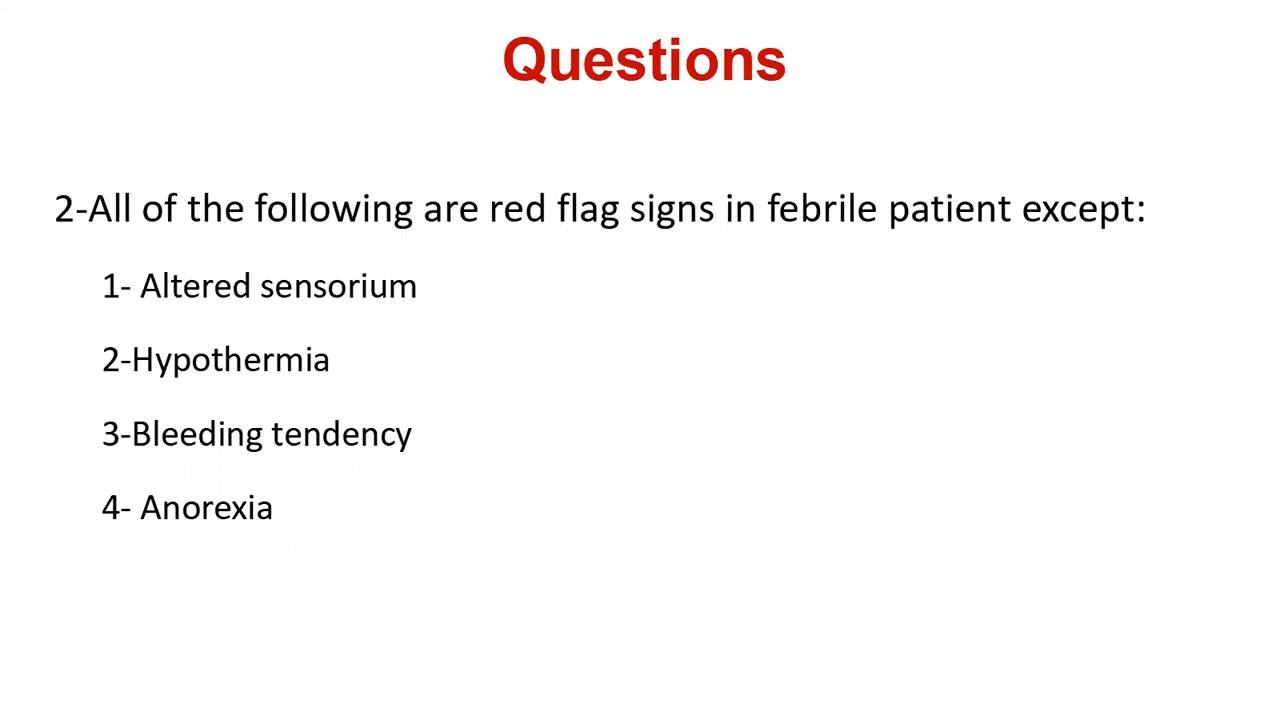 Questions
2-All of the following are red flag signs in febrile patient except:
1- Altered sensorium
2-Hypothermia
3-Bleeding tendency
4- Anorexia